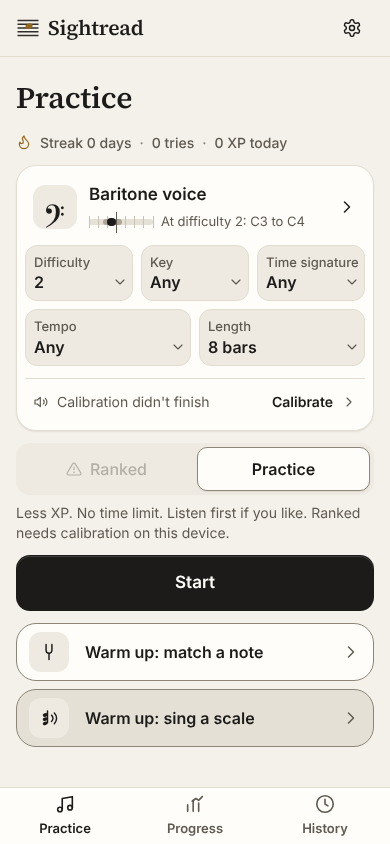 Sightread
Practice
Streak 0 days · 0 tries · 0 XP today
Baritone voice
At difficulty 2: C3 to C4
Difficulty
2
Key
Any
Time signature
Any
Tempo
Any
Length
8 bars
Calibration didn't finish
Calibrate
Ranked
Practice
Less XP. No time limit. Listen first if you like. Ranked
needs calibration on this device.
Start
Warm up: match a note
Warm up: sing a scale
Practice
Progress
History